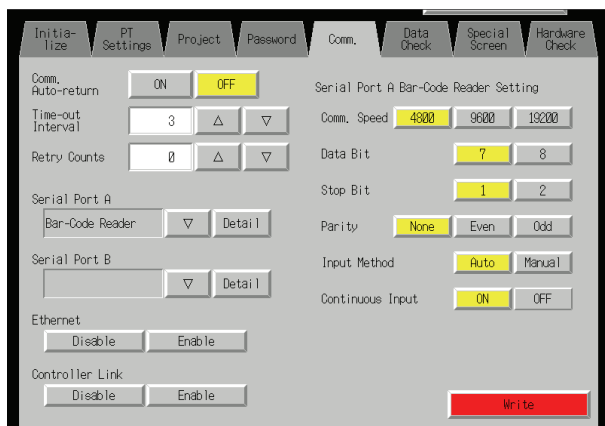 Initia-
lize
PT
Settings
Project
Password
Comm.
Data
Check
Special
Screen
Hardware
Check
Comm.
Auto-return
ON
OFF
Time-out
Interval
3
△
▽
Retry Counts
0
△
▽
Serial Port A
Bar-Code Reader
▽
Detail
Serial Port B
▽
Detail
Ethernet
Disable
Enable
Controller Link
Disable
Enable
Serial Port A Bar-Code Reader Setting
Comm. Speed
4800
9600
19200
Data Bit
7
8
Stop Bit
1
2
Parity
None
Even
Odd
Input Method
Auto
Manual
Continuous Input
ON
OFF
Write